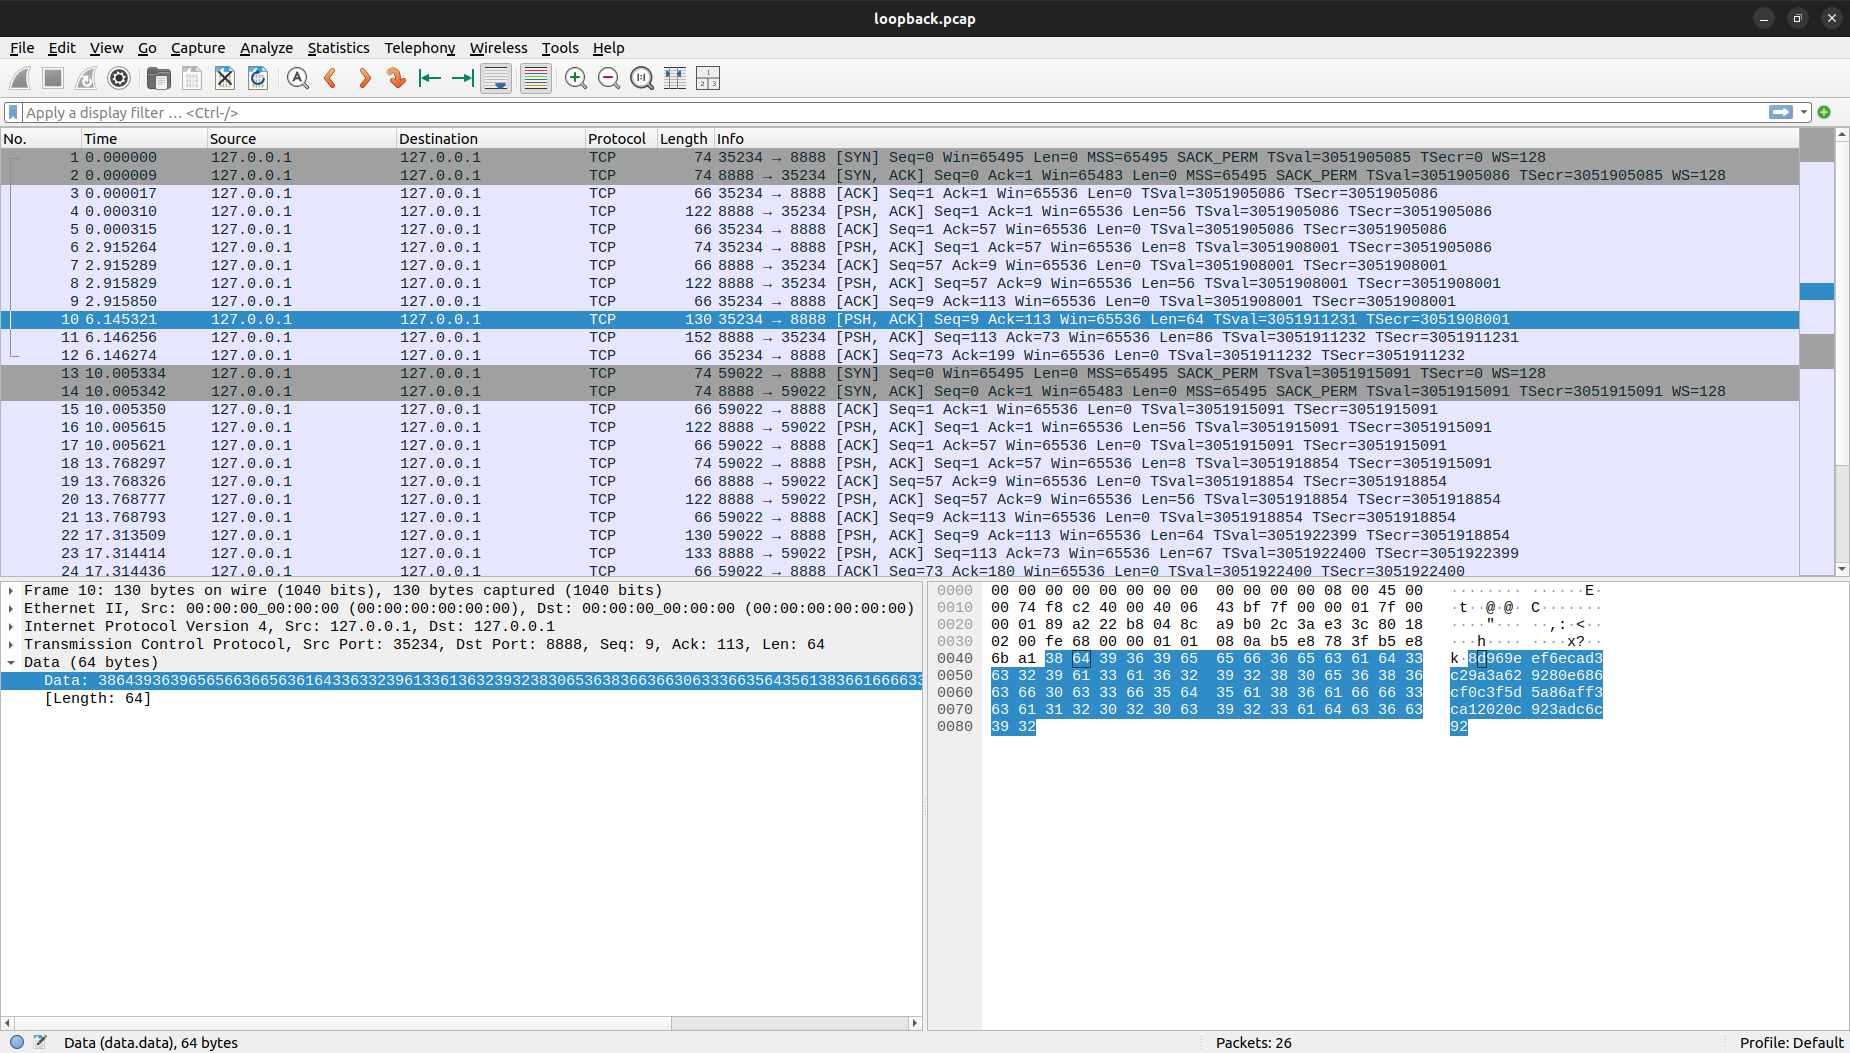 loopback.pcap
File Edit View Go Capture Analyze Statistics Telephony Wireless Tools Help
Apply a display filter … <Ctrl-/>
No. Time Source Destination Protocol Length Info
1 0.000000 127.0.0.1 127.0.0.1 TCP 74 35234 → 8888 [SYN] Seq=0 Win=65495 Len=0 MSS=65495 SACK_PERM TSval=3051905085 TSecr=0 WS=128
2 0.000009 127.0.0.1 127.0.0.1 TCP 74 8888 → 35234 [SYN, ACK] Seq=0 Ack=1 Win=65483 Len=0 MSS=65495 SACK_PERM TSval=3051905086 TSecr=3051905085 WS=128
3 0.000017 127.0.0.1 127.0.0.1 TCP 66 35234 → 8888 [ACK] Seq=1 Ack=1 Win=65536 Len=0 TSval=3051905086 TSecr=3051905086
4 0.000310 127.0.0.1 127.0.0.1 TCP 122 8888 → 35234 [PSH, ACK] Seq=1 Ack=1 Win=65536 Len=56 TSval=3051905086 TSecr=3051905086
5 0.000315 127.0.0.1 127.0.0.1 TCP 66 35234 → 8888 [ACK] Seq=1 Ack=57 Win=65536 Len=0 TSval=3051905086 TSecr=3051905086
6 2.915264 127.0.0.1 127.0.0.1 TCP 74 35234 → 8888 [PSH, ACK] Seq=1 Ack=57 Win=65536 Len=8 TSval=3051908001 TSecr=3051905086
7 2.915289 127.0.0.1 127.0.0.1 TCP 66 8888 → 35234 [ACK] Seq=57 Ack=9 Win=65536 Len=0 TSval=3051908001 TSecr=3051908001
8 2.915829 127.0.0.1 127.0.0.1 TCP 122 8888 → 35234 [PSH, ACK] Seq=57 Ack=9 Win=65536 Len=56 TSval=3051908001 TSecr=3051908001
9 2.915850 127.0.0.1 127.0.0.1 TCP 66 35234 → 8888 [ACK] Seq=9 Ack=113 Win=65536 Len=0 TSval=3051908001 TSecr=3051908001
10 6.145321 127.0.0.1 127.0.0.1 TCP 130 35234 → 8888 [PSH, ACK] Seq=9 Ack=113 Win=65536 Len=64 TSval=3051911231 TSecr=3051908001
11 6.146256 127.0.0.1 127.0.0.1 TCP 152 8888 → 35234 [PSH, ACK] Seq=113 Ack=73 Win=65536 Len=86 TSval=3051911232 TSecr=3051911231
12 6.146274 127.0.0.1 127.0.0.1 TCP 66 35234 → 8888 [ACK] Seq=73 Ack=199 Win=65536 Len=0 TSval=3051911232 TSecr=3051911232
13 10.005334 127.0.0.1 127.0.0.1 TCP 74 59022 → 8888 [SYN] Seq=0 Win=65495 Len=0 MSS=65495 SACK_PERM TSval=3051915091 TSecr=0 WS=128
14 10.005342 127.0.0.1 127.0.0.1 TCP 74 8888 → 59022 [SYN, ACK] Seq=0 Ack=1 Win=65483 Len=0 MSS=65495 SACK_PERM TSval=3051915091 TSecr=3051915091 WS=128
15 10.005350 127.0.0.1 127.0.0.1 TCP 66 59022 → 8888 [ACK] Seq=1 Ack=1 Win=65536 Len=0 TSval=3051915091 TSecr=3051915091
16 10.005615 127.0.0.1 127.0.0.1 TCP 122 8888 → 59022 [PSH, ACK] Seq=1 Ack=1 Win=65536 Len=56 TSval=3051915091 TSecr=3051915091
17 10.005621 127.0.0.1 127.0.0.1 TCP 66 59022 → 8888 [ACK] Seq=1 Ack=57 Win=65536 Len=0 TSval=3051915091 TSecr=3051915091
18 13.768297 127.0.0.1 127.0.0.1 TCP 74 59022 → 8888 [PSH, ACK] Seq=1 Ack=57 Win=65536 Len=8 TSval=3051918854 TSecr=3051915091
19 13.768326 127.0.0.1 127.0.0.1 TCP 66 8888 → 59022 [ACK] Seq=57 Ack=9 Win=65536 Len=0 TSval=3051918854 TSecr=3051918854
20 13.768777 127.0.0.1 127.0.0.1 TCP 122 8888 → 59022 [PSH, ACK] Seq=57 Ack=9 Win=65536 Len=56 TSval=3051918854 TSecr=3051918854
21 13.768793 127.0.0.1 127.0.0.1 TCP 66 59022 → 8888 [ACK] Seq=9 Ack=113 Win=65536 Len=0 TSval=3051918854 TSecr=3051918854
22 17.313509 127.0.0.1 127.0.0.1 TCP 130 59022 → 8888 [PSH, ACK] Seq=9 Ack=113 Win=65536 Len=64 TSval=3051922399 TSecr=3051918854
23 17.314414 127.0.0.1 127.0.0.1 TCP 133 8888 → 59022 [PSH, ACK] Seq=113 Ack=73 Win=65536 Len=67 TSval=3051922400 TSecr=3051922399
24 17.314436 127.0.0.1 127.0.0.1 TCP 66 59022 → 8888 [ACK] Seq=73 Ack=180 Win=65536 Len=0 TSval=3051922400 TSecr=3051922400
Frame 10: 130 bytes on wire (1040 bits), 130 bytes captured (1040 bits)
Ethernet II, Src: 00:00:00_00:00:00 (00:00:00:00:00:00), Dst: 00:00:00_00:00:00 (00:00:00:00:00:00)
Internet Protocol Version 4, Src: 127.0.0.1, Dst: 127.0.0.1
Transmission Control Protocol, Src Port: 35234, Dst Port: 8888, Seq: 9, Ack: 113, Len: 64
Data (64 bytes)
Data: 38643936396565663665636164336332396133613632393238306536383663663063336635643561383661666633
[Length: 64]
0000 00 00 00 00 00 00 00 00 00 00 00 00 08 00 45 00 ········ ······E·
0010 00 74 f8 c2 40 00 40 06 43 bf 7f 00 00 01 7f 00 ·t··@·@· C·······
0020 00 01 89 a2 22 b8 04 8c a9 b0 2c 3a e3 3c 80 18 ····"··· ··,:·<··
0030 02 00 fe 68 00 00 01 01 08 0a b5 e8 78 3f b5 e8 ···h···· ····x?··
0040 6b a1 38 64 39 36 39 65 65 66 36 65 63 61 64 33 k·8d969e ef6ecad3
0050 63 32 39 61 33 61 36 32 39 32 38 30 65 36 38 36 c29a3a62 9280e686
0060 63 66 30 63 33 66 35 64 35 61 38 36 61 66 66 33 cf0c3f5d 5a86aff3
0070 63 61 31 32 30 32 30 63 39 32 33 61 64 63 36 63 ca12020c 923adc6c
0080 39 32 92
Data (data.data), 64 bytes
Packets: 26
Profile: Default